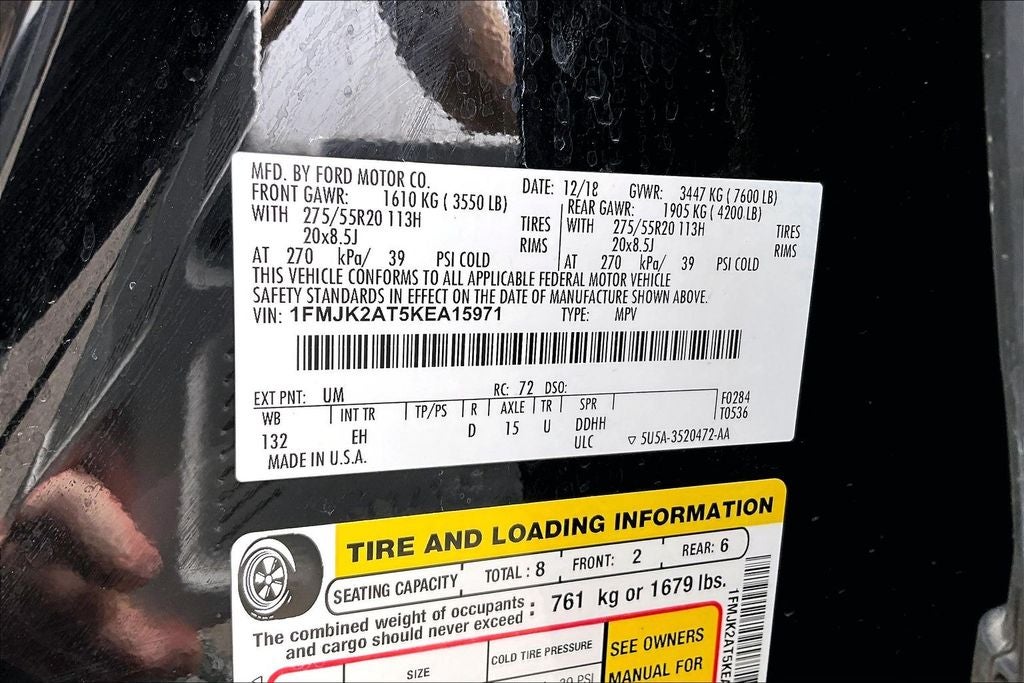 MFD. BY FORD MOTOR CO.
DATE: 12/18 GVWR: 3447 KG ( 7600 LB)
FRONT GAWR: 1610 KG ( 3550 LB) REAR GAWR: 1905 KG ( 4200 LB)
WITH 275/55R20 113H TIRES WITH 275/55R20 113H TIRES
20x8.5J RIMS 20x8.5J RIMS
AT 270 kPa/ 39 PSI COLD AT 270 kPa/ 39 PSI COLD
THIS VEHICLE CONFORMS TO ALL APPLICABLE FEDERAL MOTOR VEHICLE
SAFETY STANDARDS IN EFFECT ON THE DATE OF MANUFACTURE SHOWN ABOVE.
VIN: 1FMJK2AT5KEA15971 TYPE: MPV
EXT PNT: UM RC: 72 DSO:
WB INT TR TP/PS R AXLE TR SPR F0284
T0536
132 EH D 15 U DDHH
ULC ▽ 5U5A-3520472-AA
MADE IN U.S.A.
TIRE AND LOADING INFORMATION
SEATING CAPACITY TOTAL : 8 FRONT: 2 REAR: 6
The combined weight of occupants
and cargo should never exceed : 761 kg or 1679 lbs.
SIZE COLD TIRE PRESSURE SEE OWNERS
MANUAL FOR
39 PSI
1FMJK2AT5KEA